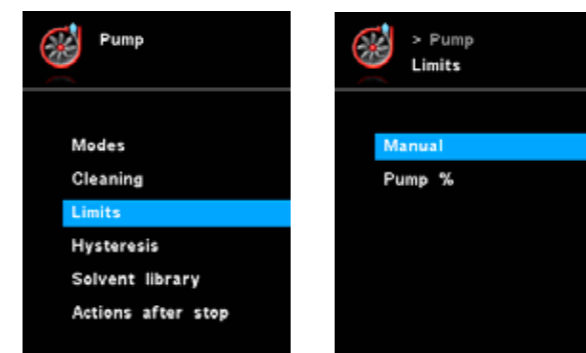 Pump
Modes
Cleaning
Limits
Hysteresis
Solvent library
Actions after stop
> Pump
Limits
Manual
Pump %